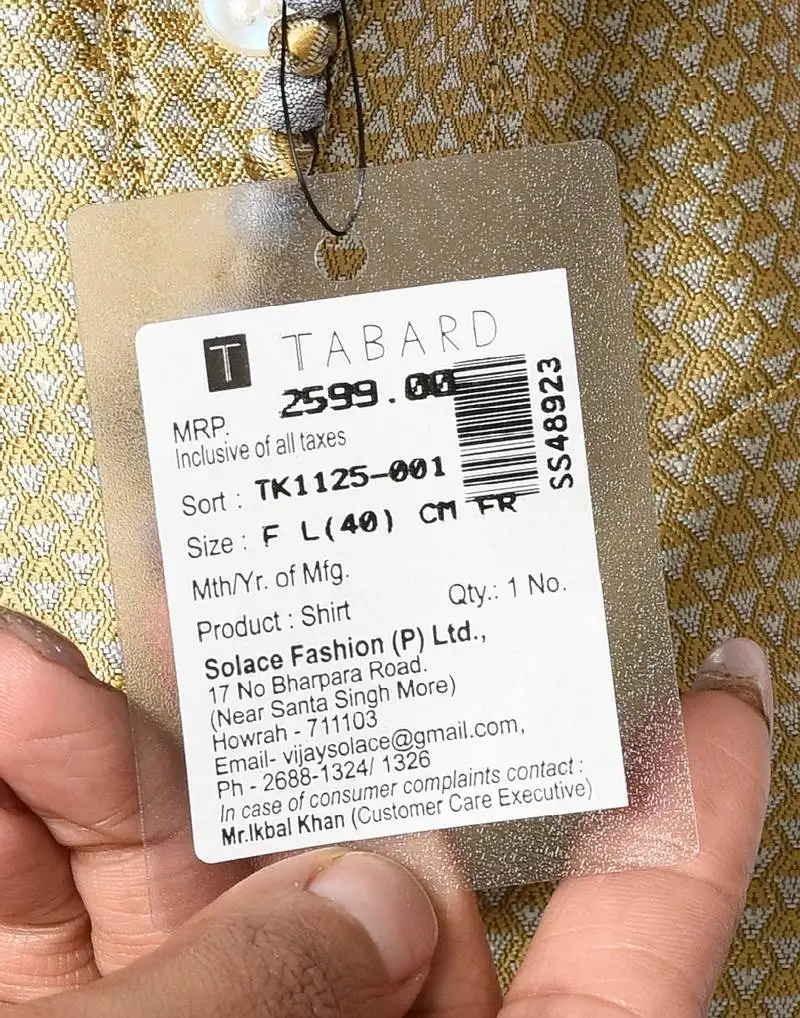 T TABARD
2599.00
MRP.
Inclusive of all taxes
SS48923
Sort : TK1125-001
Size : F L(40) CM FR
Mth/Yr. of Mfg.
Product : Shirt Qty.: 1 No.
Solace Fashion (P) Ltd.,
17 No Bharpara Road.
(Near Santa Singh More)
Howrah - 711103
Email- vijaysolace@gmail.com,
Ph - 2688-1324/ 1326
In case of consumer complaints contact :
Mr.Ikbal Khan (Customer Care Executive)